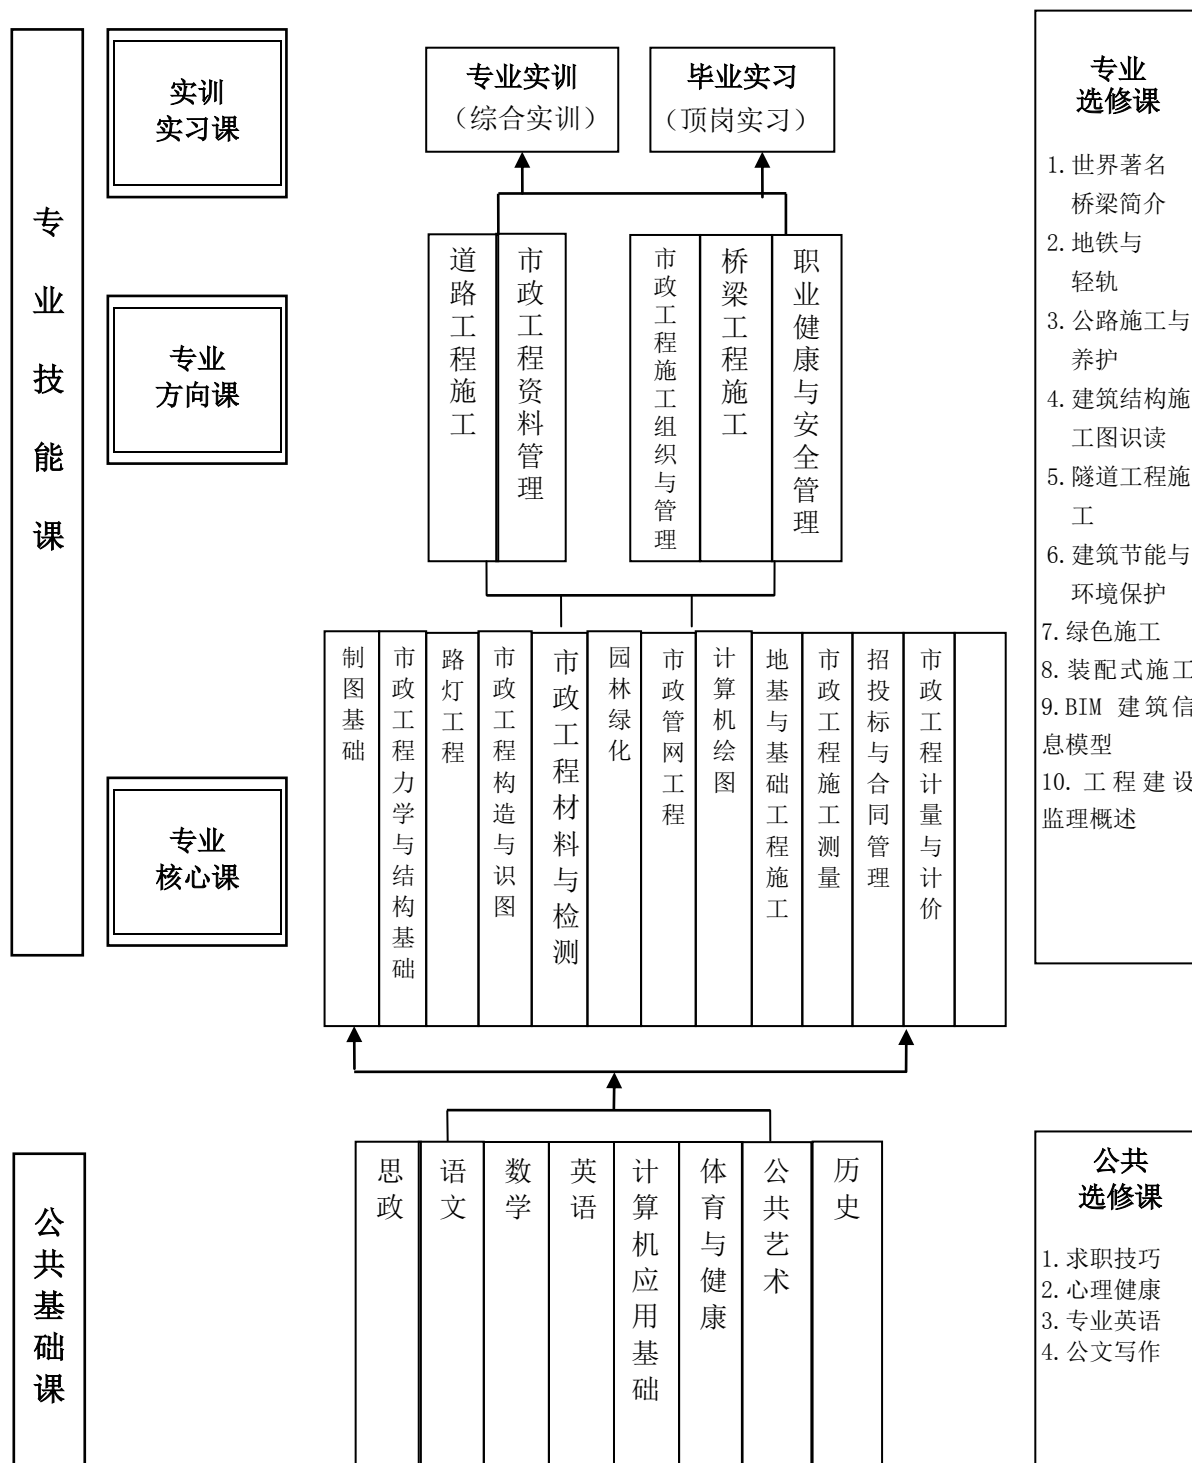 专业技能课
实训
实习课
专业
方向课
专业
核心课
专业实训
（综合实训）
毕业实习
（顶岗实习）
道路工程施工
市政工程资料管理
市政工程施工组织与管理
桥梁工程施工
职业健康与安全管理
制图基础
市政工程力学与结构基础
路灯工程
市政工程构造与识图
市政工程材料与检测
园林绿化
市政管网工程
计算机绘图
地基与基础工程施工
市政工程施工测量
招投标与合同管理
市政工程计量与计价
专业
选修课
1.世界著名
桥梁简介
2.地铁与
轻轨
3.公路施工与
养护
4.建筑结构施
工图识读
5.隧道工程施
工
6.建筑节能与
环境保护
7.绿色施工
8.装配式施工
9.BIM 建筑信
息模型
10.工程建设
监理概述
公共基础课
思政
语文
数学
英语
计算机应用基础
体育与健康
公共艺术
历史
公共
选修课
1.求职技巧
2.心理健康
3.专业英语
4.公文写作